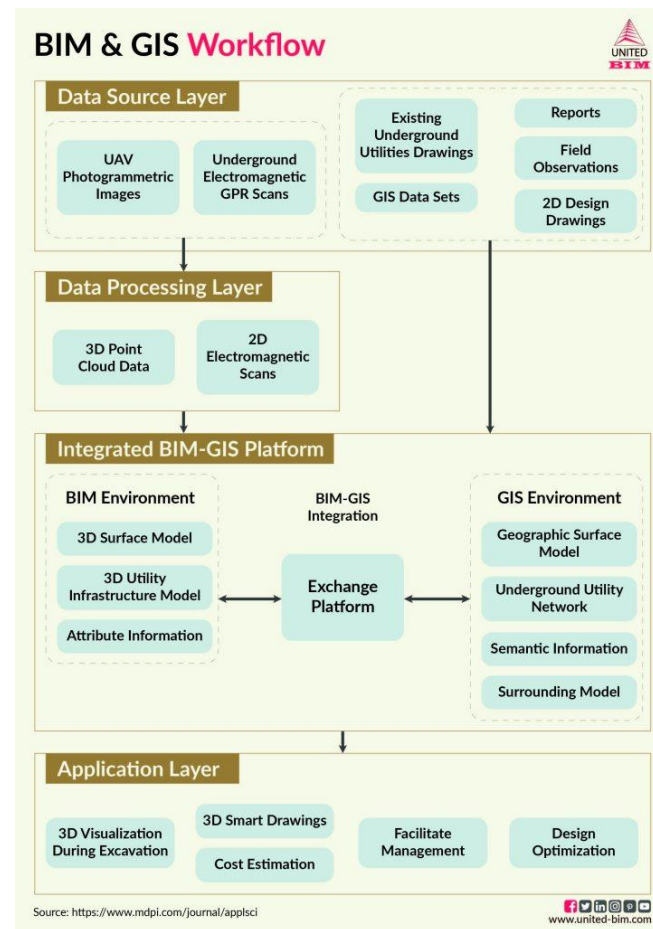 BIM & GIS Workflow
UNITED
BIM
Data Source Layer
UAV
Photogrammetric
Images
Underground
Electromagnetic
GPR Scans
Existing
Underground
Utilities Drawings
GIS Data Sets
Reports
Field
Observations
2D Design
Drawings
Data Processing Layer
3D Point
Cloud Data
2D
Electromagnetic
Scans
Integrated BIM-GIS Platform
BIM Environment
3D Surface Model
3D Utility
Infrastructure Model
Attribute Information
BIM-GIS
Integration
Exchange
Platform
GIS Environment
Geographic Surface
Model
Underground Utility
Network
Semantic Information
Surrounding Model
Application Layer
3D Visualization
During Excavation
3D Smart Drawings
Cost Estimation
Facilitate
Management
Design
Optimization
Source: https://www.mdpi.com/journal/applsci
www.united-bim.com